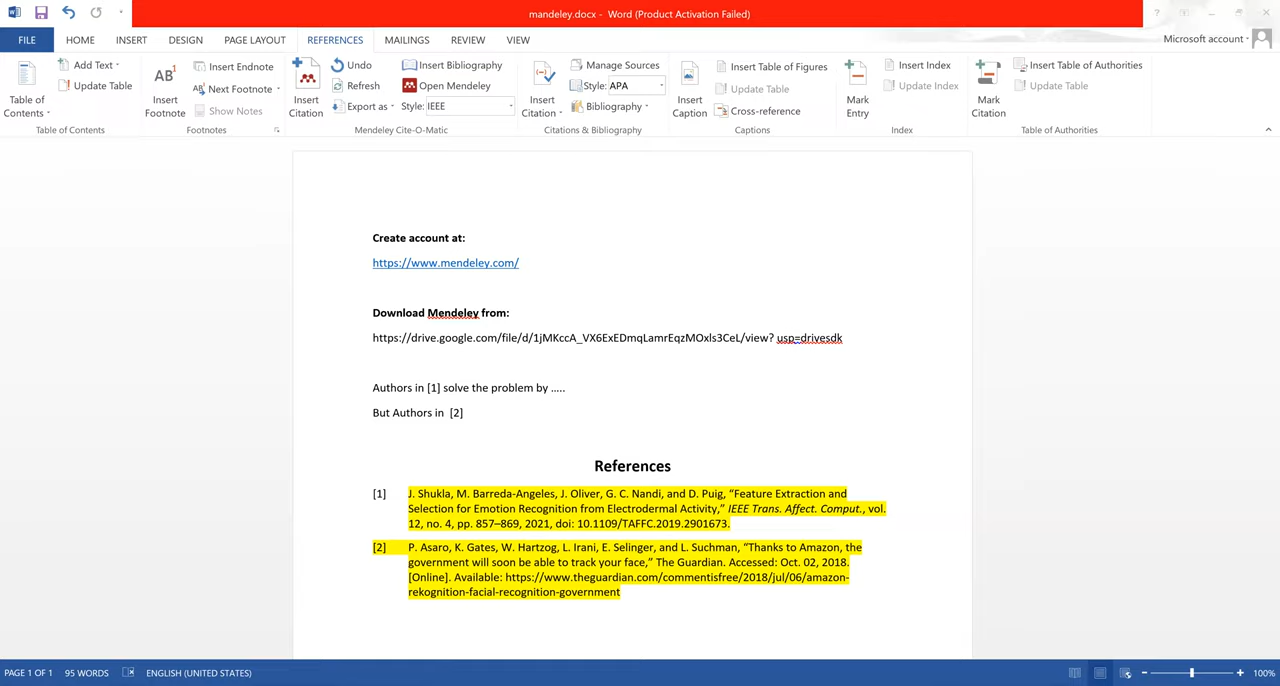 mandeley.docx - Word (Product Activation Failed)
FILE HOME INSERT DESIGN PAGE LAYOUT REFERENCES MAILINGS REVIEW VIEW Microsoft account
Table of Contents
Add Text
Update Table
Table of Contents
AB1
Insert Footnote
Insert Endnote
AB1 Next Footnote
Show Notes
Footnotes
Insert Citation
Undo
Refresh
Export as
Insert Bibliography
Open Mendeley
Style: IEEE
Mendeley Cite-O-Matic
Insert Citation
Manage Sources
Style: APA
Bibliography
Citations & Bibliography
Insert Caption
Insert Table of Figures
Update Table
Cross-reference
Captions
Mark Entry
Insert Index
Update Index
Index
Mark Citation
Insert Table of Authorities
Update Table
Table of Authorities
Create account at:
https://www.mendeley.com/
Download Mendeley from:
https://drive.google.com/file/d/1jMKccA_VX6ExEDmqLamrEqzMOxls3CeL/view? usp=drivesdk
Authors in [1] solve the problem by .....
But Authors in [2]
References
[1] J. Shukla, M. Barreda-Angeles, J. Oliver, G. C. Nandi, and D. Puig, “Feature Extraction and
Selection for Emotion Recognition from Electrodermal Activity,” IEEE Trans. Affect. Comput., vol.
12, no. 4, pp. 857–869, 2021, doi: 10.1109/TAFFC.2019.2901673.
[2] P. Asaro, K. Gates, W. Hartzog, L. Irani, E. Selinger, and L. Suchman, “Thanks to Amazon, the
government will soon be able to track your face,” The Guardian. Accessed: Oct. 02, 2018.
[Online]. Available: https://www.theguardian.com/commentisfree/2018/jul/06/amazon-
rekognition-facial-recognition-government
PAGE 1 OF 1 95 WORDS ENGLISH (UNITED STATES) 100%